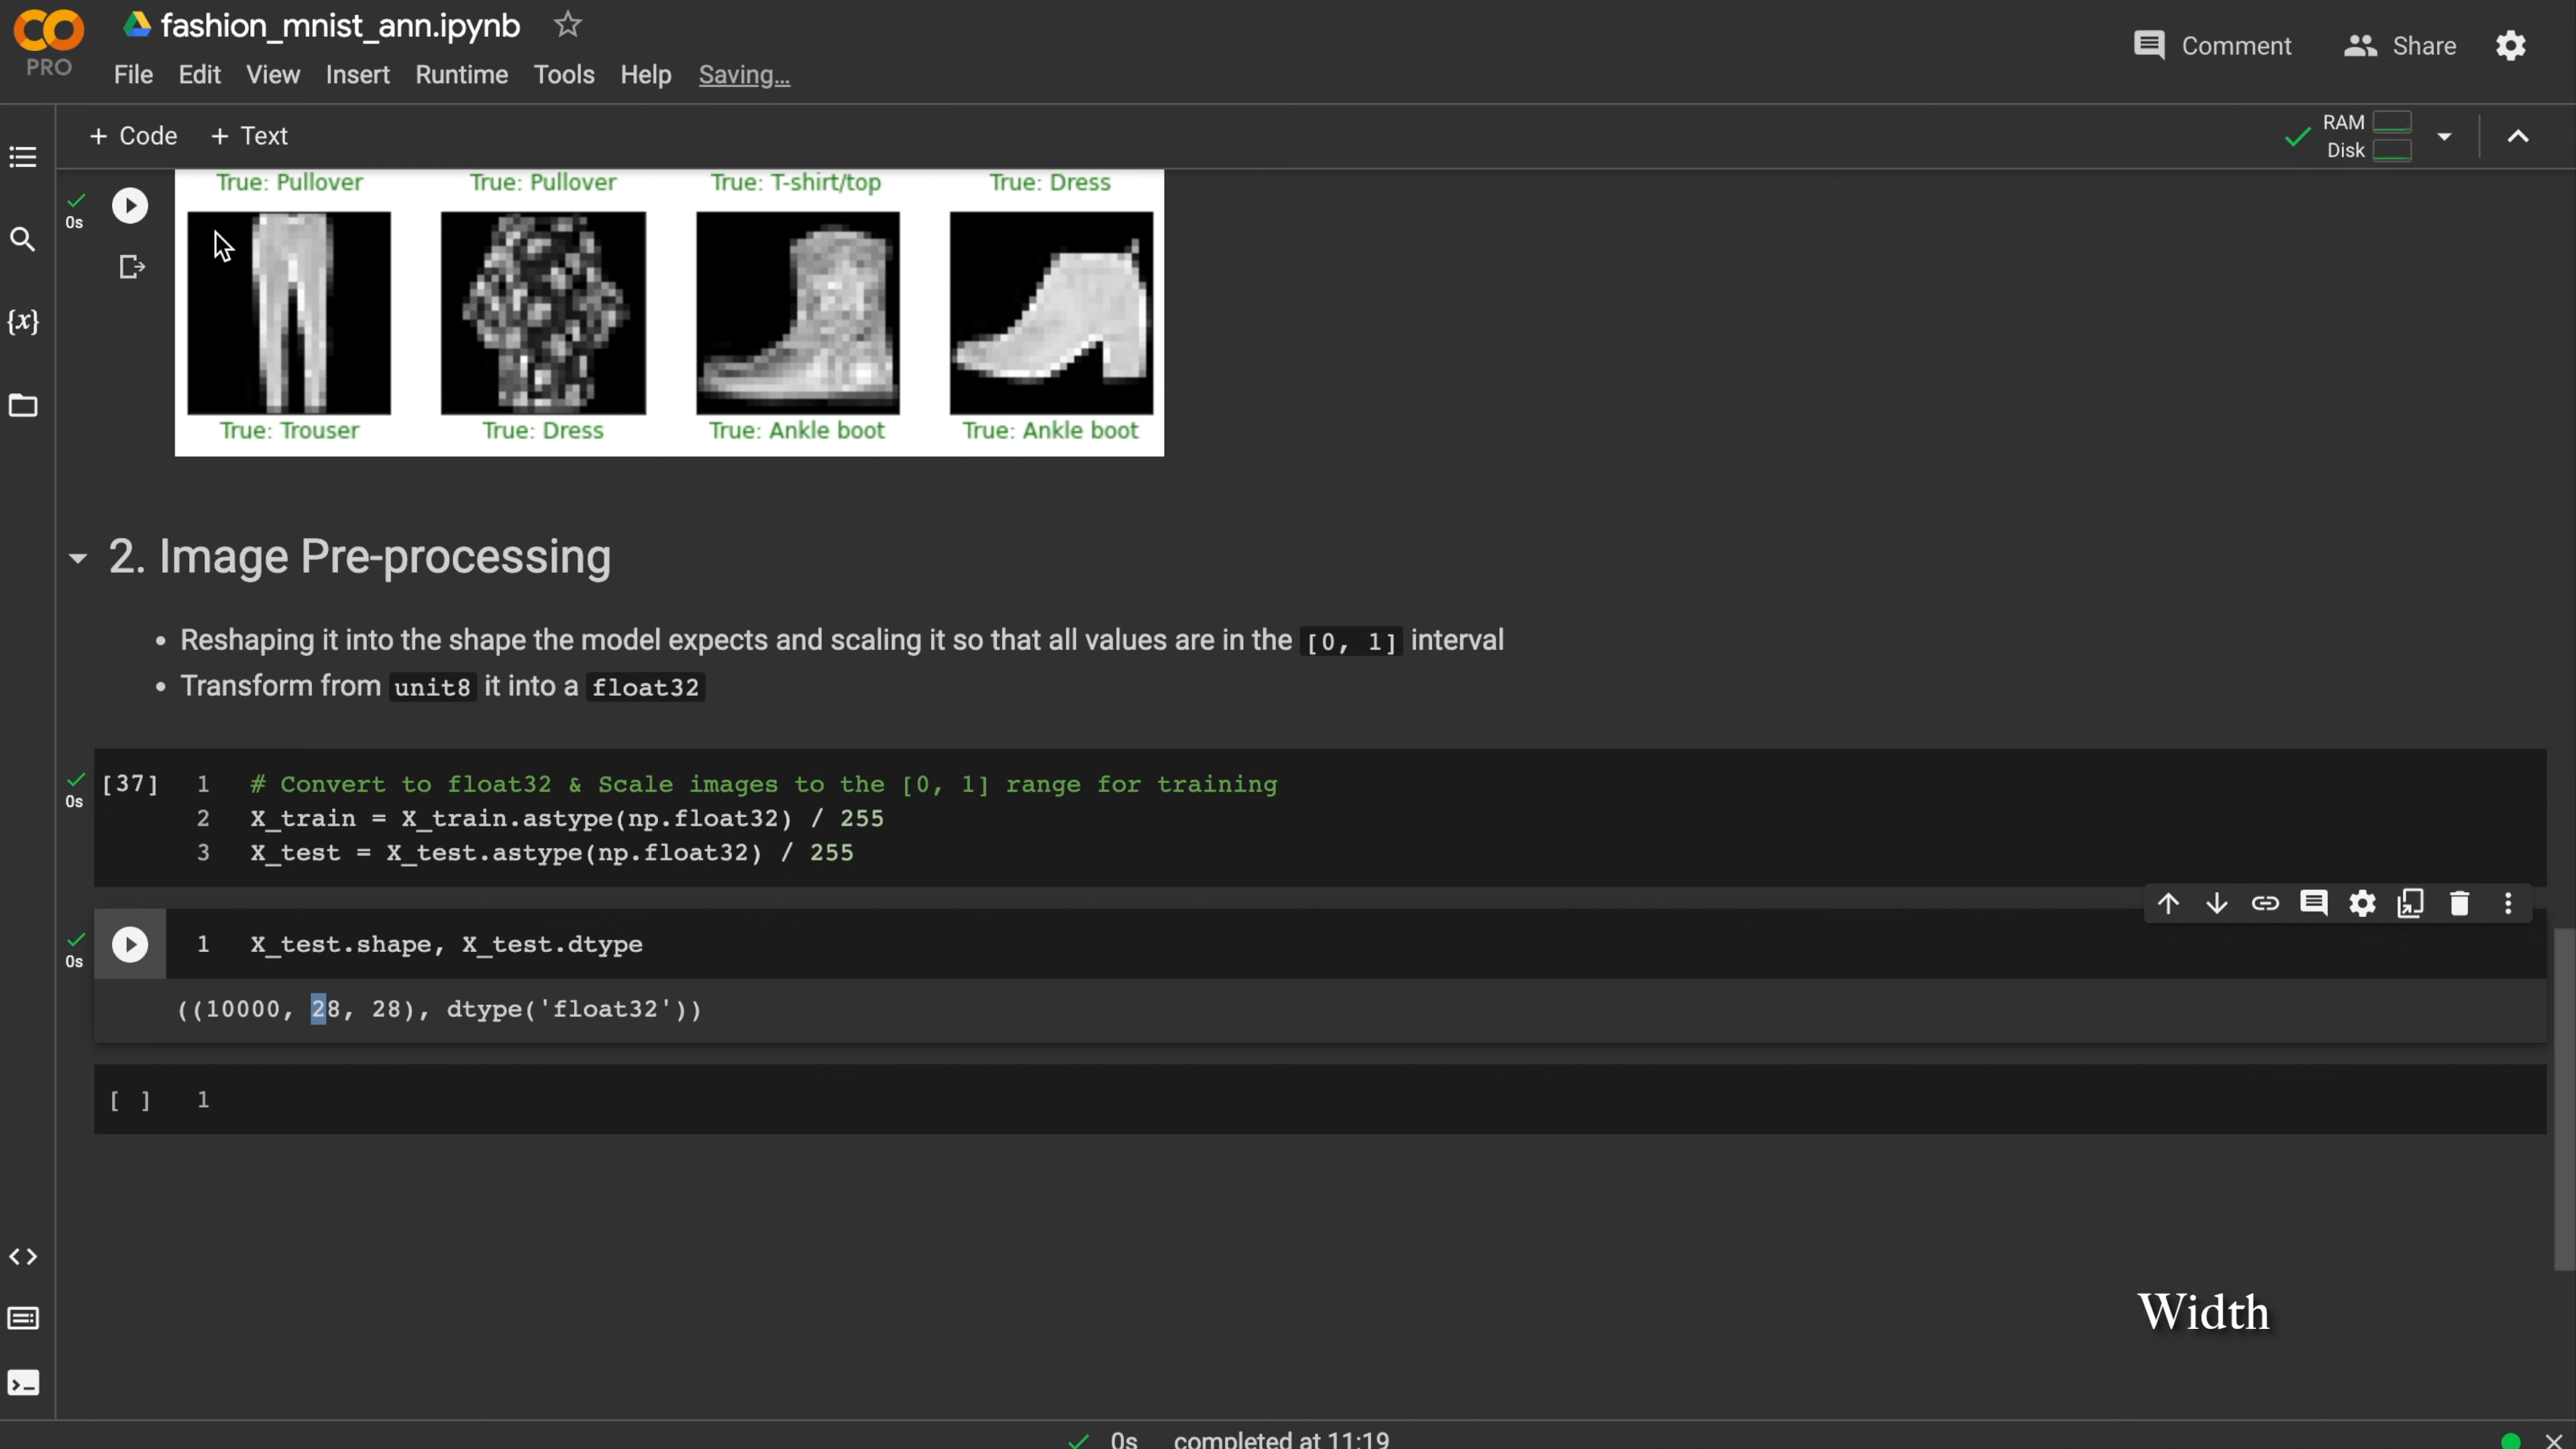 fashion_mnist_ann.ipynb
PRO
File Edit View Insert Runtime Tools Help Saving…
Comment Share
+ Code + Text
RAM
Disk
True: Pullover True: Pullover True: T-shirt/top True: Dress
0s
{x}
True: Trouser True: Dress True: Ankle boot True: Ankle boot
2. Image Pre-processing
• Reshaping it into the shape the model expects and scaling it so that all values are in the [0, 1] interval
• Transform from unit8 it into a float32
[37] 1 # Convert to float32 & Scale images to the [0, 1] range for training
0s
2 X_train = X_train.astype(np.float32) / 255
3 X_test = X_test.astype(np.float32) / 255
1 X_test.shape, X_test.dtype
0s
((10000, 28, 28), dtype('float32'))
[ ] 1
Width
0s completed at 11:19